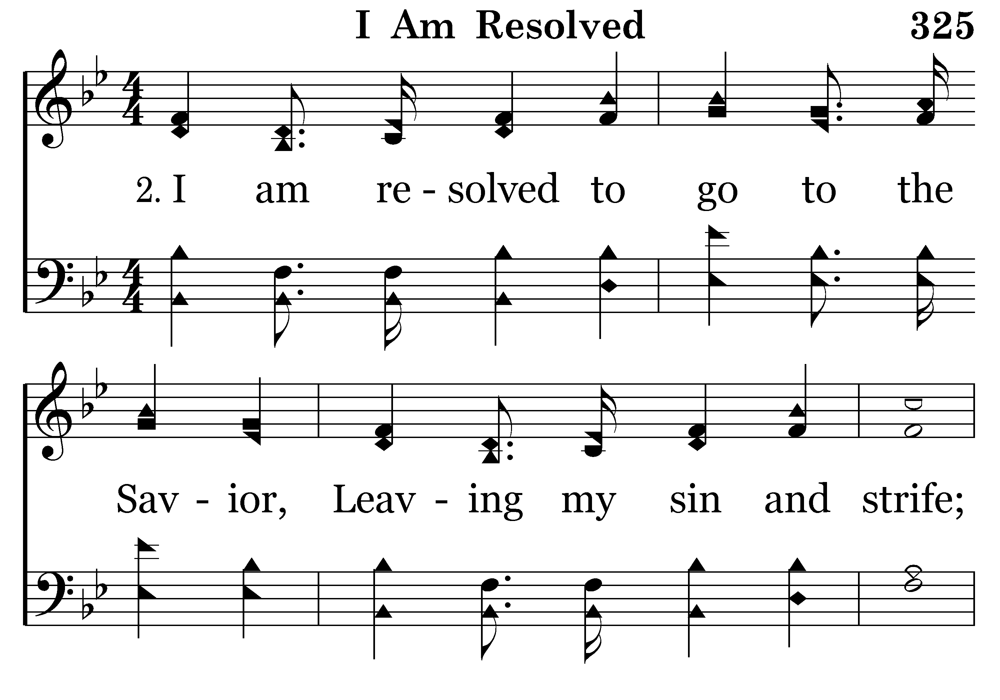 I Am Resolved 325
2. I am re - solved to go to the
Sav - ior, Leav - ing my sin and strife;